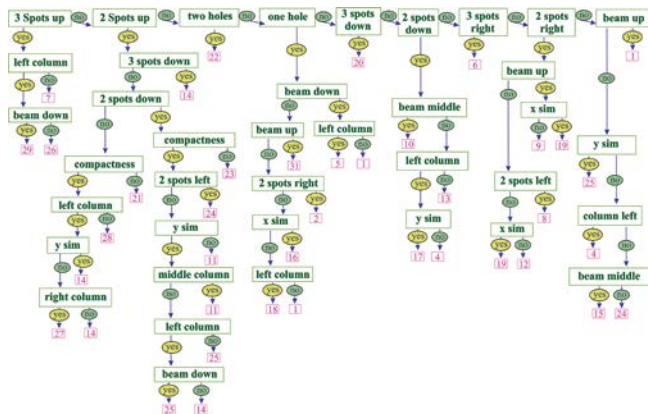 3 Spots up no 2 Spots up no two holes no one hole no 3 spots down no 2 spots down no 3 spots right no 2 spots right no beam up
yes yes yes yes yes yes yes yes yes no
left column 3 spots down 22 20 6 1
yes no no yes beam down beam up
7 14 no yes yes no
beam down 2 spots down beam up left column beam middle x sim
yes no no yes no yes yes no yes no no yes y sim
29 26 compactness 31 5 1 10 9 19 yes no
compactness yes no 2 spots right left column 25
yes no 23 no yes yes no 2 spots left
21 2 spots left 2 13 no yes column left
left column no yes x sim y sim 8 yes no
yes no 24 no yes yes no x sim 4
28 y sim 16 17 4 yes no beam middle
y sim yes no left column 19 12 yes no
no yes 11 yes no 15 24
14 middle column 16 1
right column no yes
yes no 11
27 14 left column
yes no
25
beam down
yes no
25 14